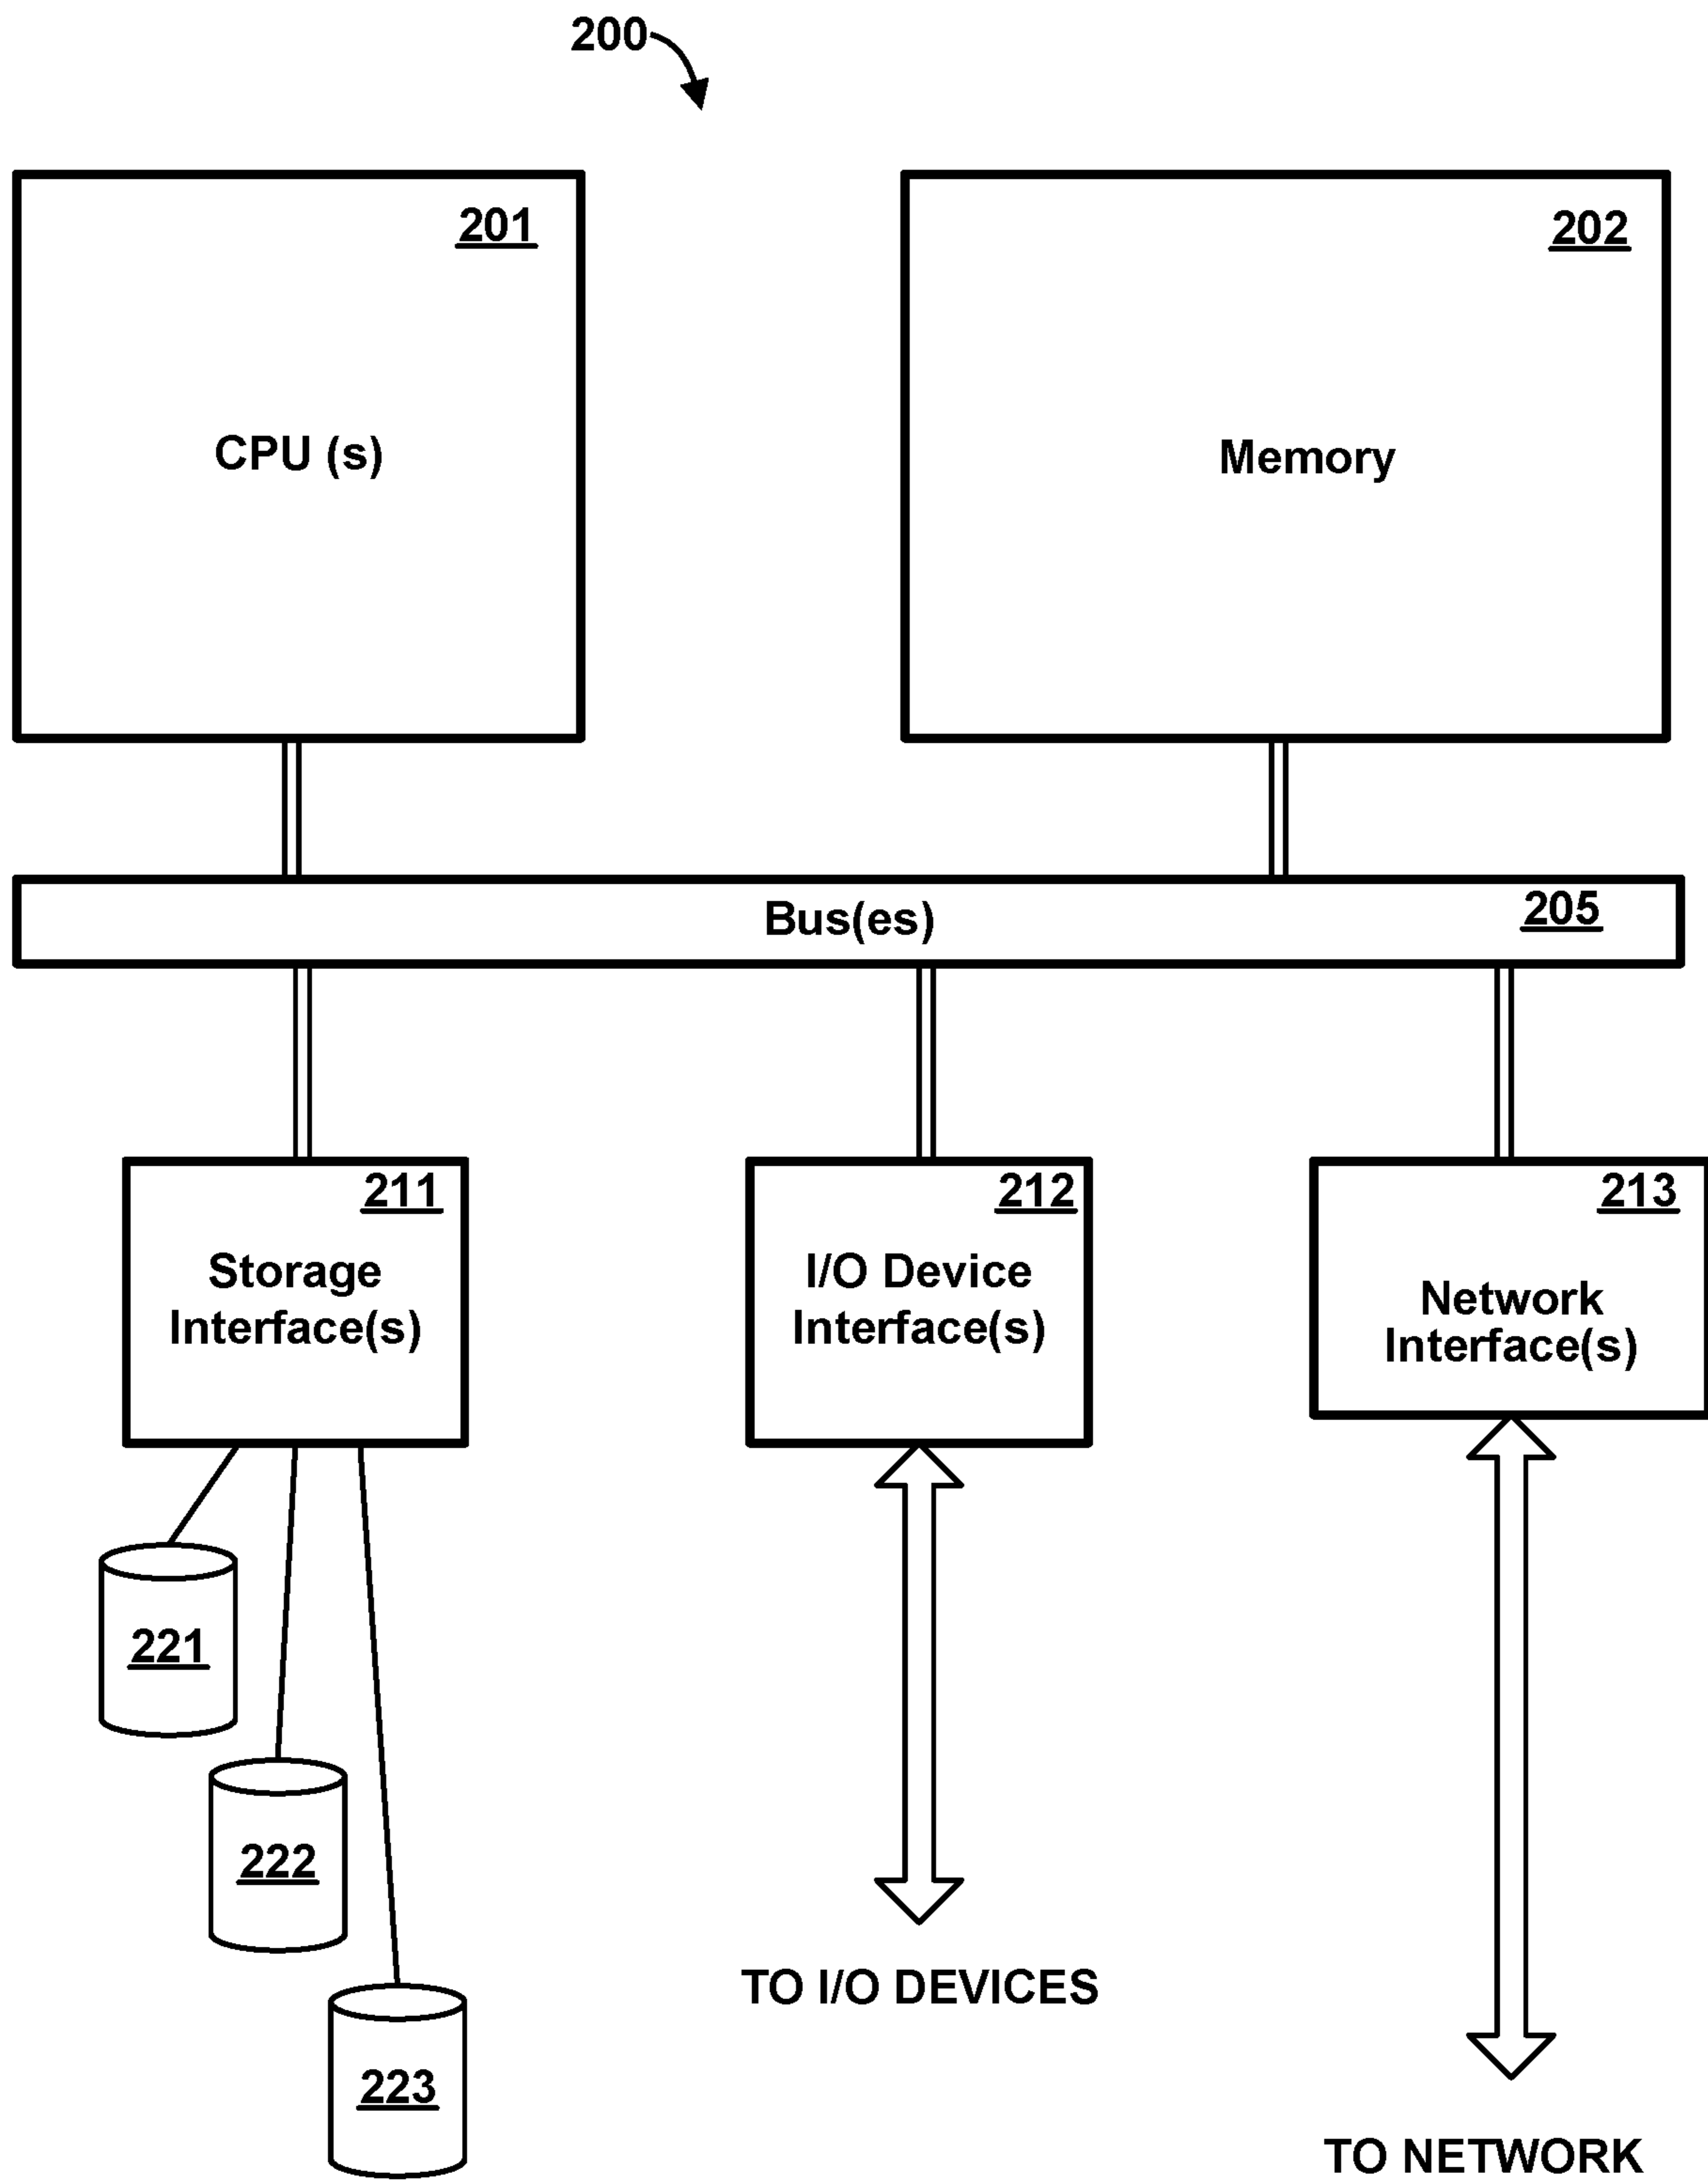 200
201
202
CPU (s)
Memory
Bus(es)
205
211
212
213
Storage
Interface(s)
I/O Device
Interface(s)
Network
Interface(s)
221
222
223
TO I/O DEVICES
TO NETWORK